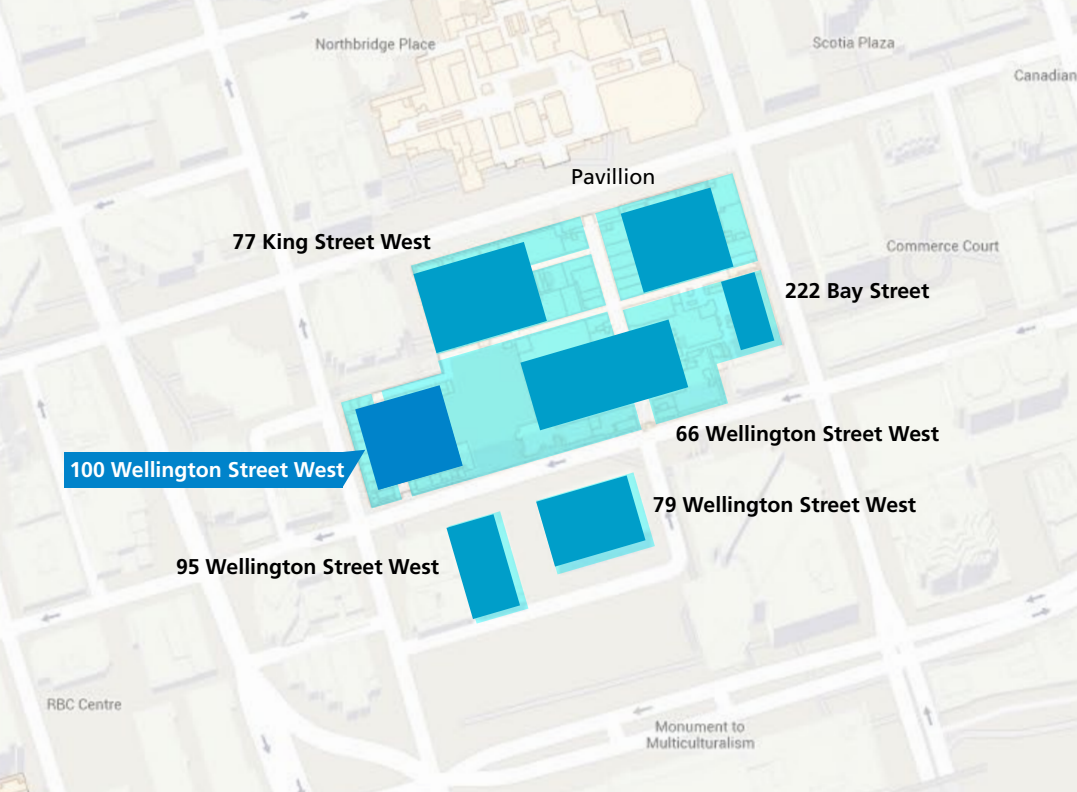 Northbridge Place
Scotia Plaza
Canadian
Pavillion
77 King Street West
Commerce Court
222 Bay Street
66 Wellington Street West
100 Wellington Street West
79 Wellington Street West
95 Wellington Street West
RBC Centre
Monument to
Multiculturalism